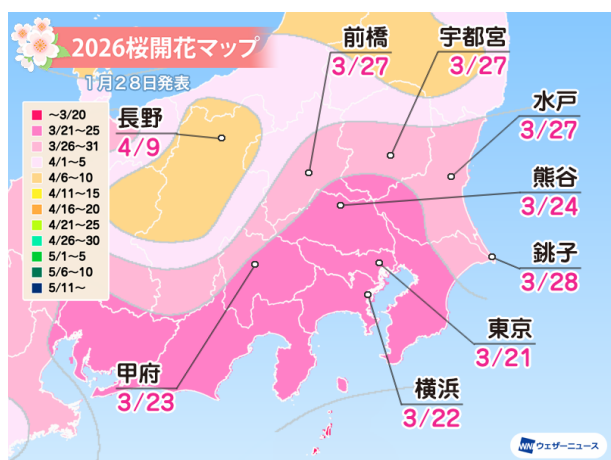 2026桜開花マップ
1月28日発表
前橋
3/27
宇都宮
3/27
水戸
3/27
長野
4/9
熊谷
3/24
銚子
3/28
東京
3/21
横浜
3/22
甲府
3/23
～3/20
3/21～25
3/26～31
4/1～5
4/6～10
4/11～15
4/16～20
4/21～25
4/26～30
5/1～5
5/6～10
5/11～
WN ウェザーニュース